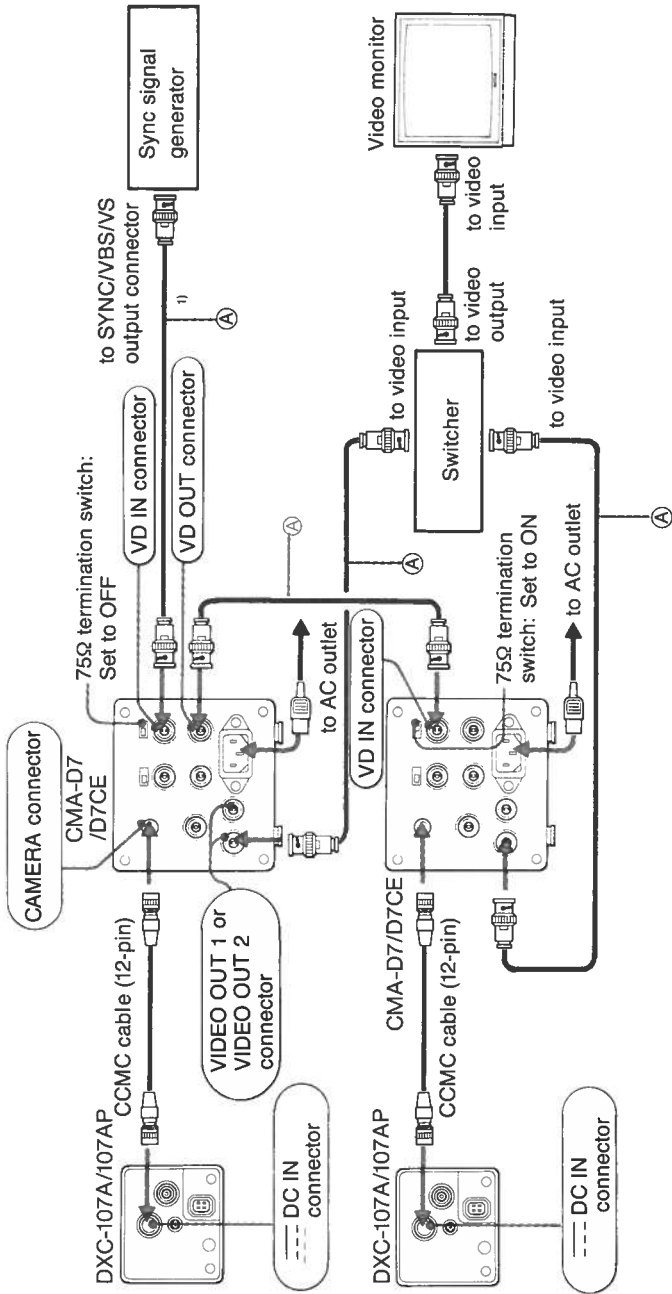 DXC-107A/107AP
CCMC cable (12-pin)
CAMERA connector
CMA-D7
/D7CE
75Ω termination switch:
Set to OFF
VD IN connector
VD OUT connector
to SYNC/VBS/VS
output connector
Sync signal
generator
1)
A
DC IN
connector
VIDEO OUT 1 or
VIDEO OUT 2
connector
to AC outlet
A
A
to video input
Switcher
to video
output
to video
input
Video monitor
DXC-107A/107AP
CCMC cable (12-pin)
CMA-D7/D7CE
VD IN connector
75Ω termination
switch: Set to ON
to AC outlet
to video input
A
DC IN
connector